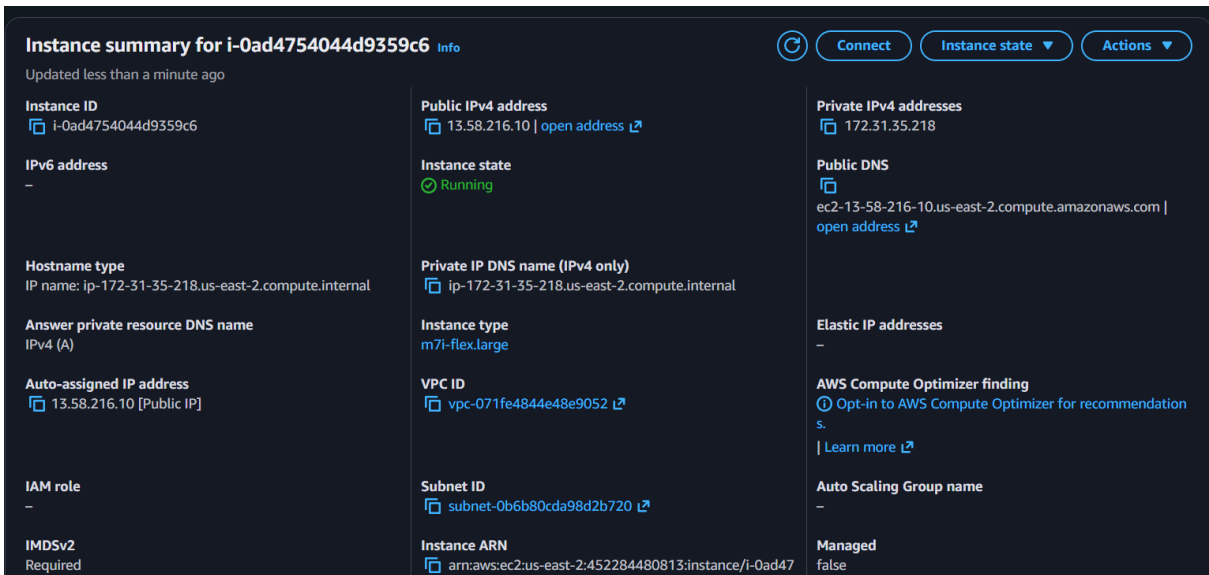 Instance summary for i-0ad4754044d9359c6 Info
Connect
Instance state
Actions
Updated less than a minute ago
Instance ID
i-0ad4754044d9359c6
Public IPv4 address
13.58.216.10 | open address
Private IPv4 addresses
172.31.35.218
IPv6 address
–
Instance state
Running
Public DNS
ec2-13-58-216-10.us-east-2.compute.amazonaws.com |
open address
Hostname type
IP name: ip-172-31-35-218.us-east-2.compute.internal
Private IP DNS name (IPv4 only)
ip-172-31-35-218.us-east-2.compute.internal
Answer private resource DNS name
IPv4 (A)
Instance type
m7i-flex.large
Elastic IP addresses
–
Auto-assigned IP address
13.58.216.10 [Public IP]
VPC ID
vpc-071fe4844e48e9052
AWS Compute Optimizer finding
Opt-in to AWS Compute Optimizer for recommendation
s.
| Learn more
IAM role
–
Subnet ID
subnet-0b6b80cda98d2b720
Auto Scaling Group name
–
IMDSv2
Required
Instance ARN
arn:aws:ec2:us-east-2:452284480813:instance/i-0ad47
Managed
false